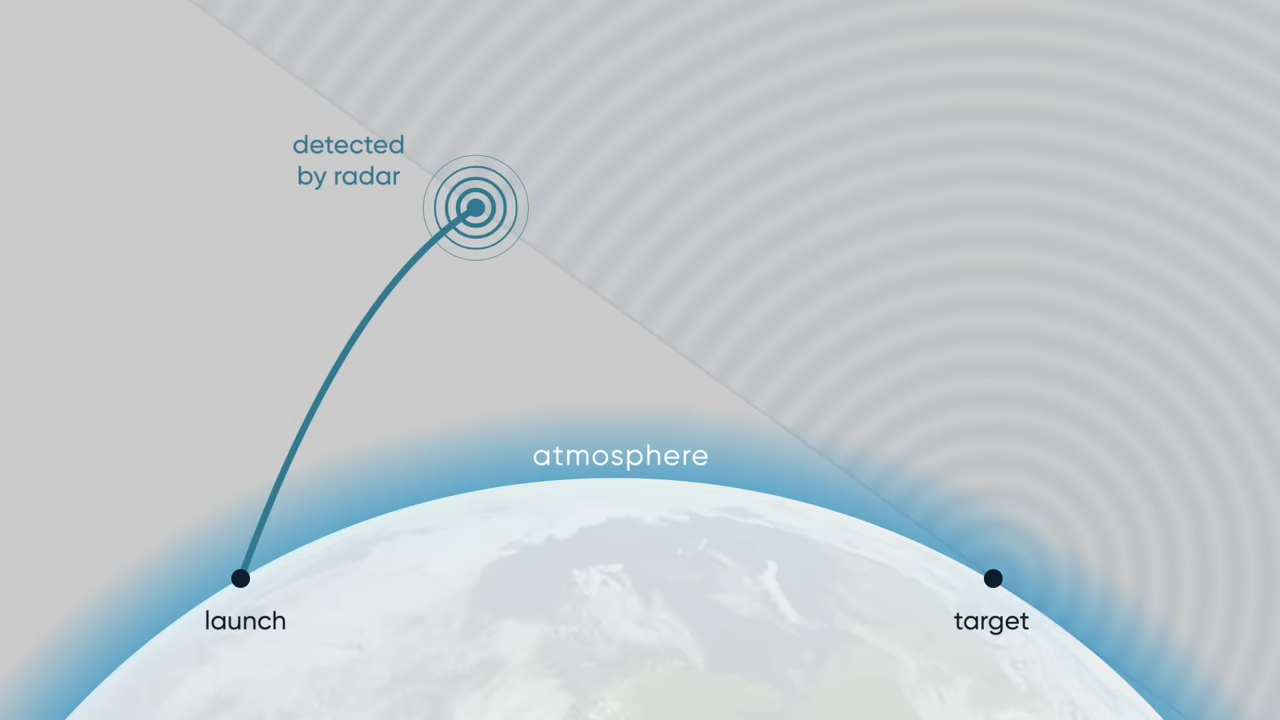 detected
by radar
atmosphere
launch
target